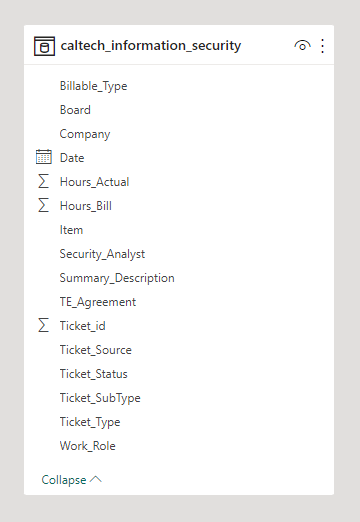 caltech_information_security
Billable_Type
Board
Company
Date
Hours_Actual
Hours_Bill
Item
Security_Analyst
Summary_Description
TE_Agreement
Ticket_id
Ticket_Source
Ticket_Status
Ticket_SubType
Ticket_Type
Work_Role
Collapse